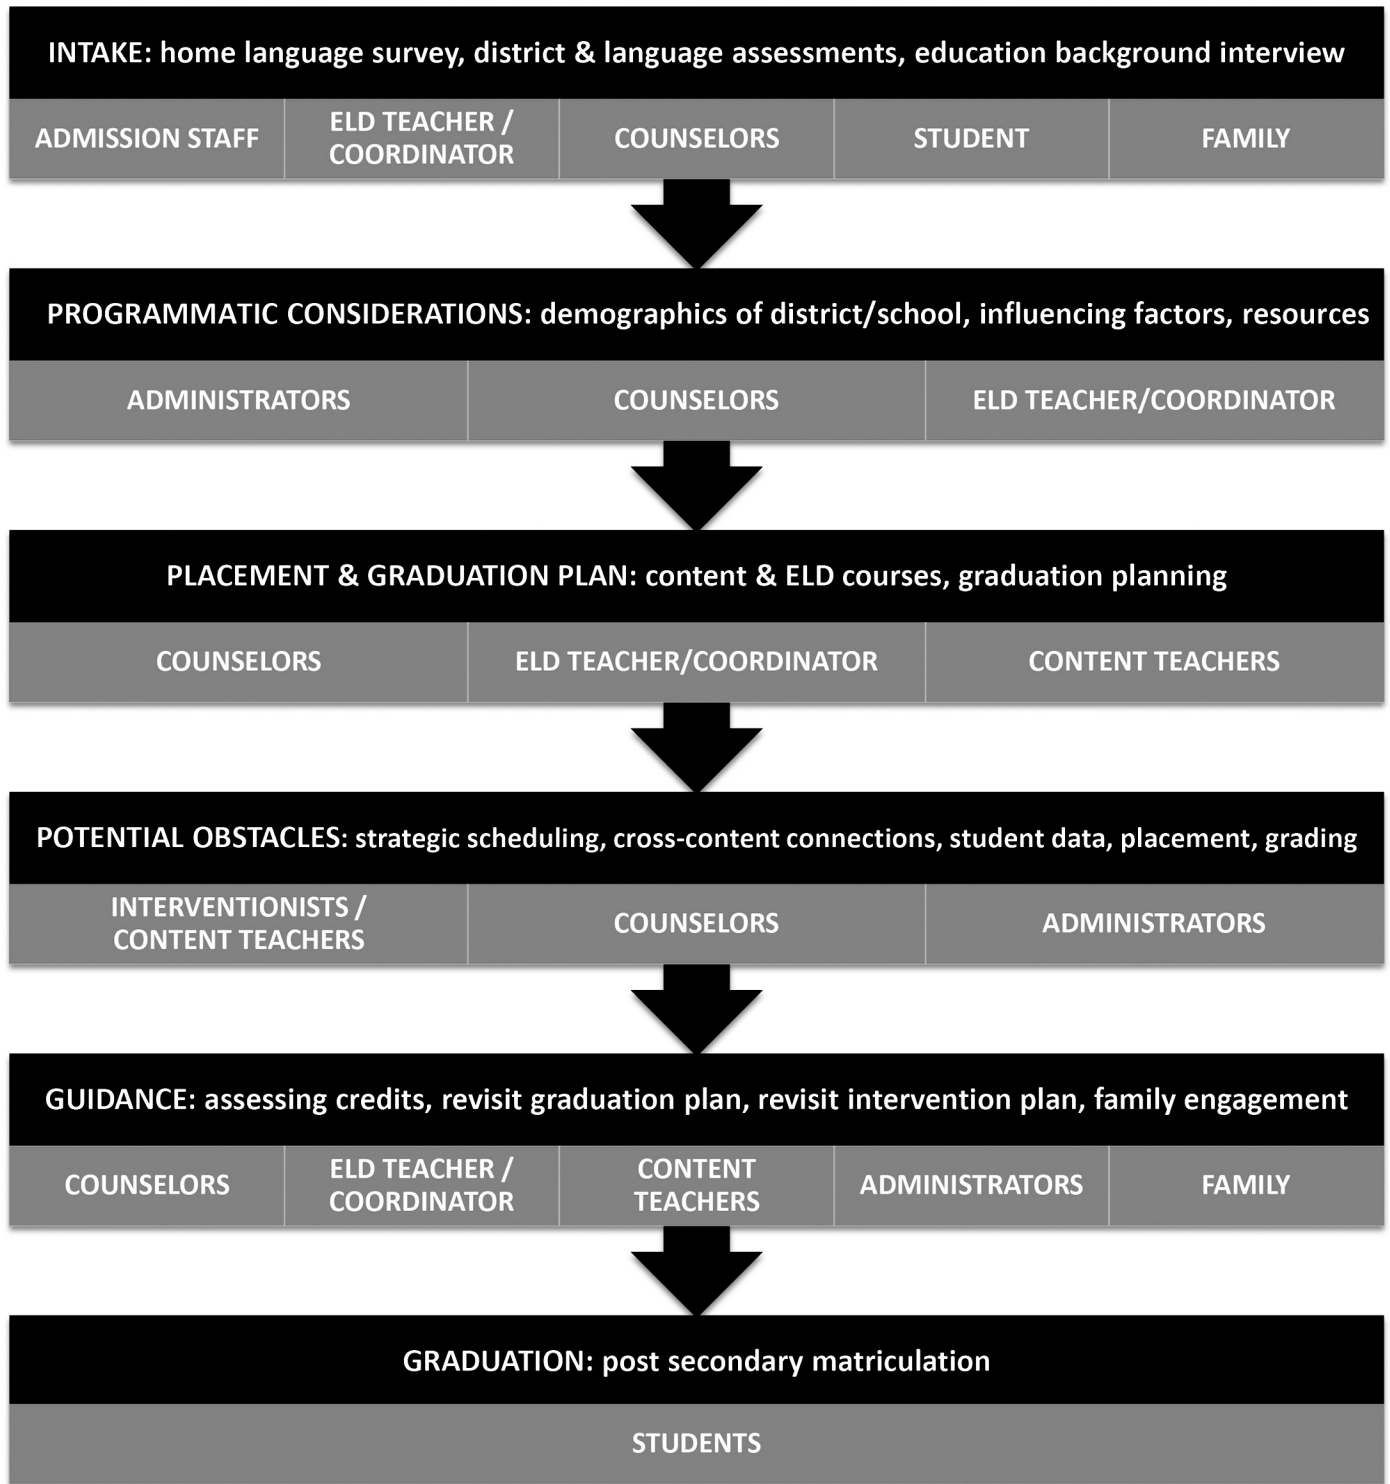 INTAKE: home language survey, district & language assessments, education background interview
ADMISSION STAFF
ELD TEACHER /
COORDINATOR
COUNSELORS
STUDENT
FAMILY
PROGRAMMATIC CONSIDERATIONS: demographics of district/school, influencing factors, resources
ADMINISTRATORS
COUNSELORS
ELD TEACHER/COORDINATOR
PLACEMENT & GRADUATION PLAN: content & ELD courses, graduation planning
COUNSELORS
ELD TEACHER/COORDINATOR
CONTENT TEACHERS
POTENTIAL OBSTACLES: strategic scheduling, cross-content connections, student data, placement, grading
INTERVENTIONISTS /
CONTENT TEACHERS
COUNSELORS
ADMINISTRATORS
GUIDANCE: assessing credits, revisit graduation plan, revisit intervention plan, family engagement
COUNSELORS
ELD TEACHER /
COORDINATOR
CONTENT
TEACHERS
ADMINISTRATORS
FAMILY
GRADUATION: post secondary matriculation
STUDENTS